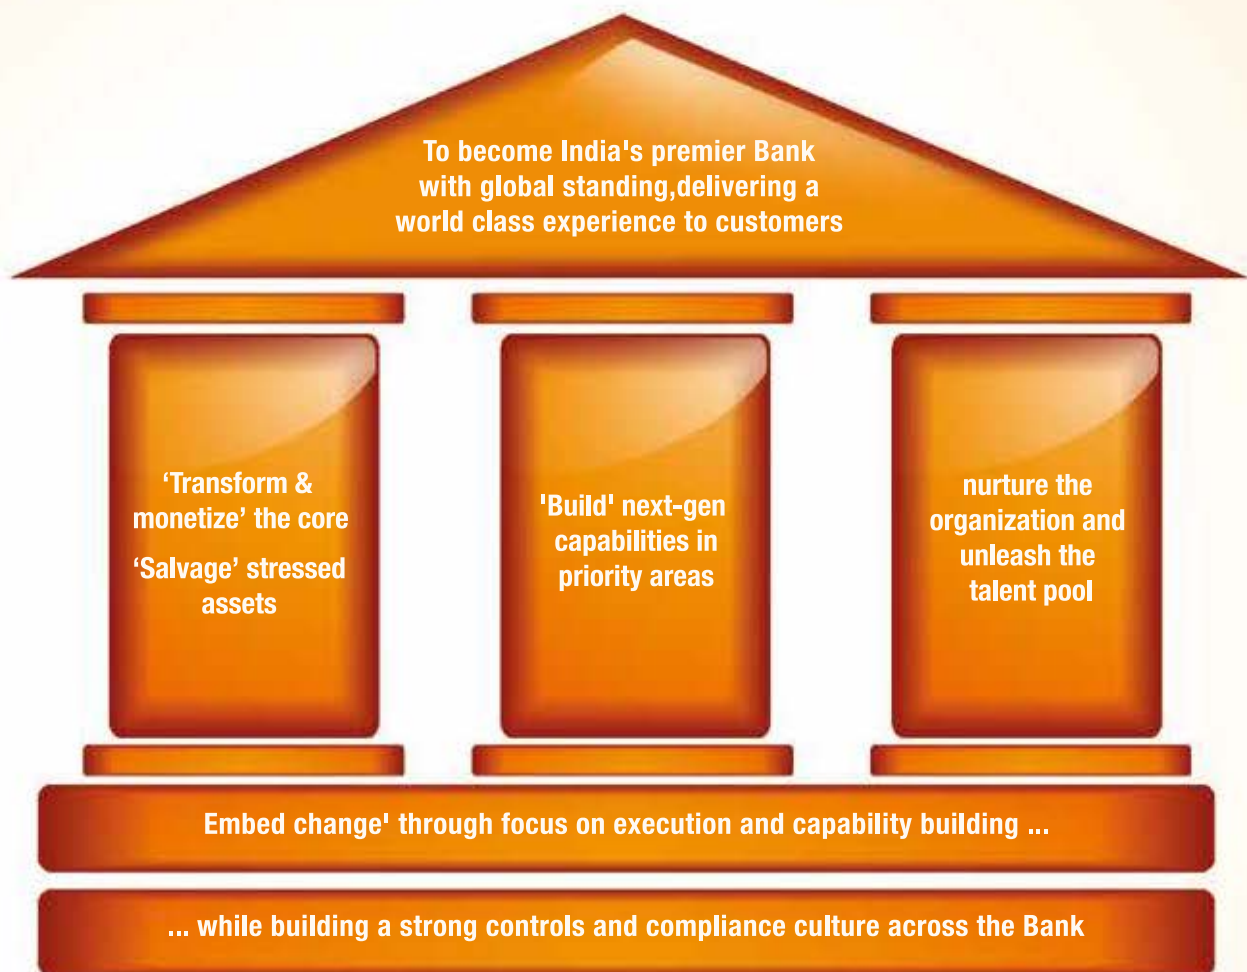 To become India's premier Bank
with global standing,delivering a
world class experience to customers
‘Transform &
monetize’ the core
‘Salvage’ stressed
assets
'Build' next-gen
capabilities in
priority areas
nurture the
organization and
unleash the
talent pool
Embed change' through focus on execution and capability building ...
... while building a strong controls and compliance culture across the Bank